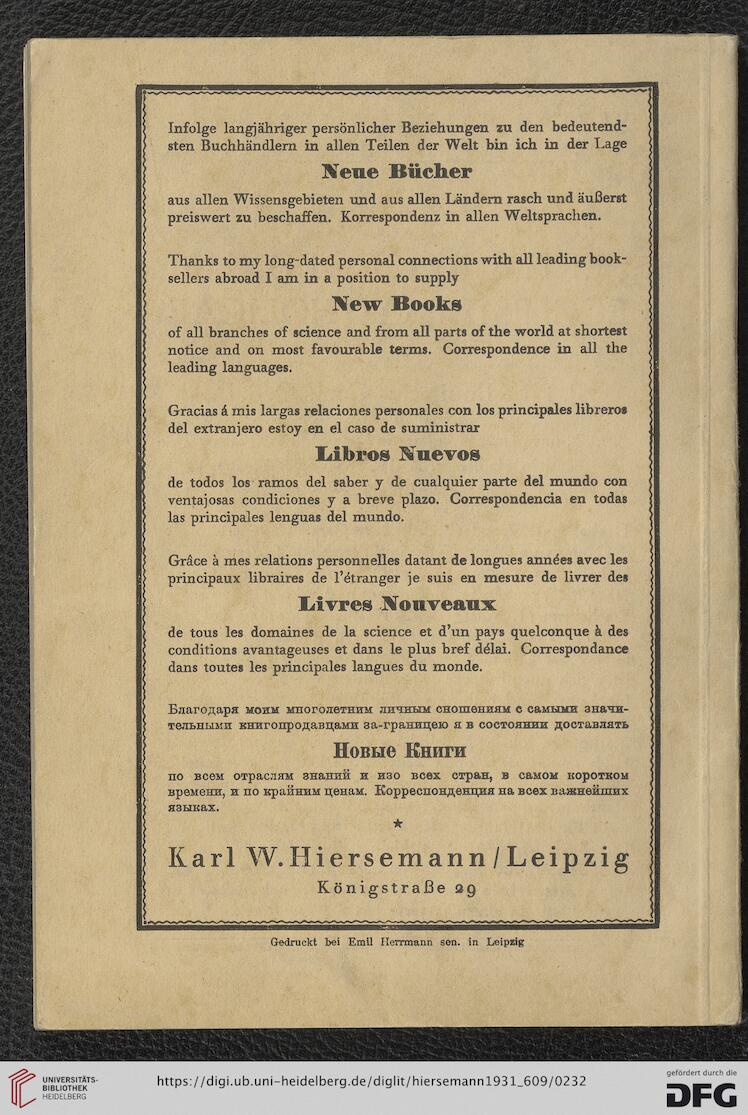 Infolge langjähriger persönlicher Beziehungen zu den bedeutend-
sten Buchhändlern in allen Teilen der Welt bin ich in der Lage
Neue Bücher
aus allen Wissensgebieten und aus allen Ländern rasch und äußerst
preiswert zu beschaffen. Korrespondenz in allen Weltsprachen.
Thanks to my long-dated personal connections with all leading book-
sellers abroad I am in a position to supply
New Books
of all branches of science and from all parts of the world at shortest
notice and on most favourable terms. Correspondence in all the
leading languages.
Gracias á mis largas relaciones personales con los principales libreros
del extranjero estoy en el caso de suministrar
Libros Nuevos
de todos los ramos del saber y de cualquier parte del mundo con
ventajosas condiciones y a breve plazo. Correspondencia en todas
las principales lenguas del mundo.
Grâce à mes relations personnelles datant de longues années avec les
principaux libraires de l'étranger je suis en mesure de livrer des
Livres Nouveaux
de tous les domaines de la science et d'un pays quelconque à des
conditions avantageuses et dans le plus bref délai. Correspondance
dans toutes les principales langues du monde.
Благодаря моим многолетним личным сношениям с самыми значи-
тельными книгопродавцами за-границею я в состоянии доставлять
Новые Книги
по всем отраслям знаний и изо всех стран, в самом коротком
времени, и по крайним ценам. Корреспонденция на всех важнейших
языках.
*
Karl W. Hiersemann / Leipzig
Königstraße 29
Gedruckt bei Emil Herrmann sen. in Leipzig
UNIVERSITÄTS-
BIBLIOTHEK
HEIDELBERG
https://digi.ub.uni-heidelberg.de/diglit/hiersemann1931_609/0232
gefördert durch die
DFG